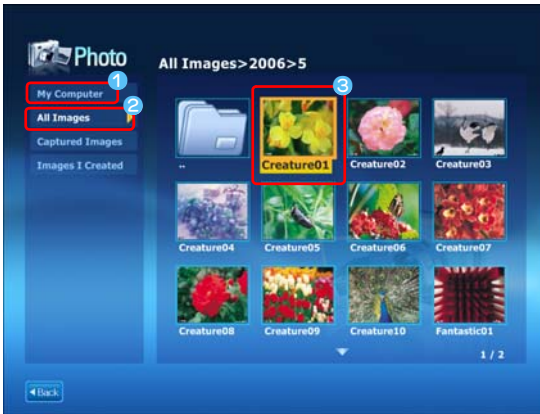 Photo
All Images>2006>5
1
My Computer
2
All Images
Captured Images
Images I Created
3
..
Creature01
Creature02
Creature03
Creature04
Creature05
Creature06
Creature07
Creature08
Creature09
Creature10
Fantastic01
1 / 2
Back